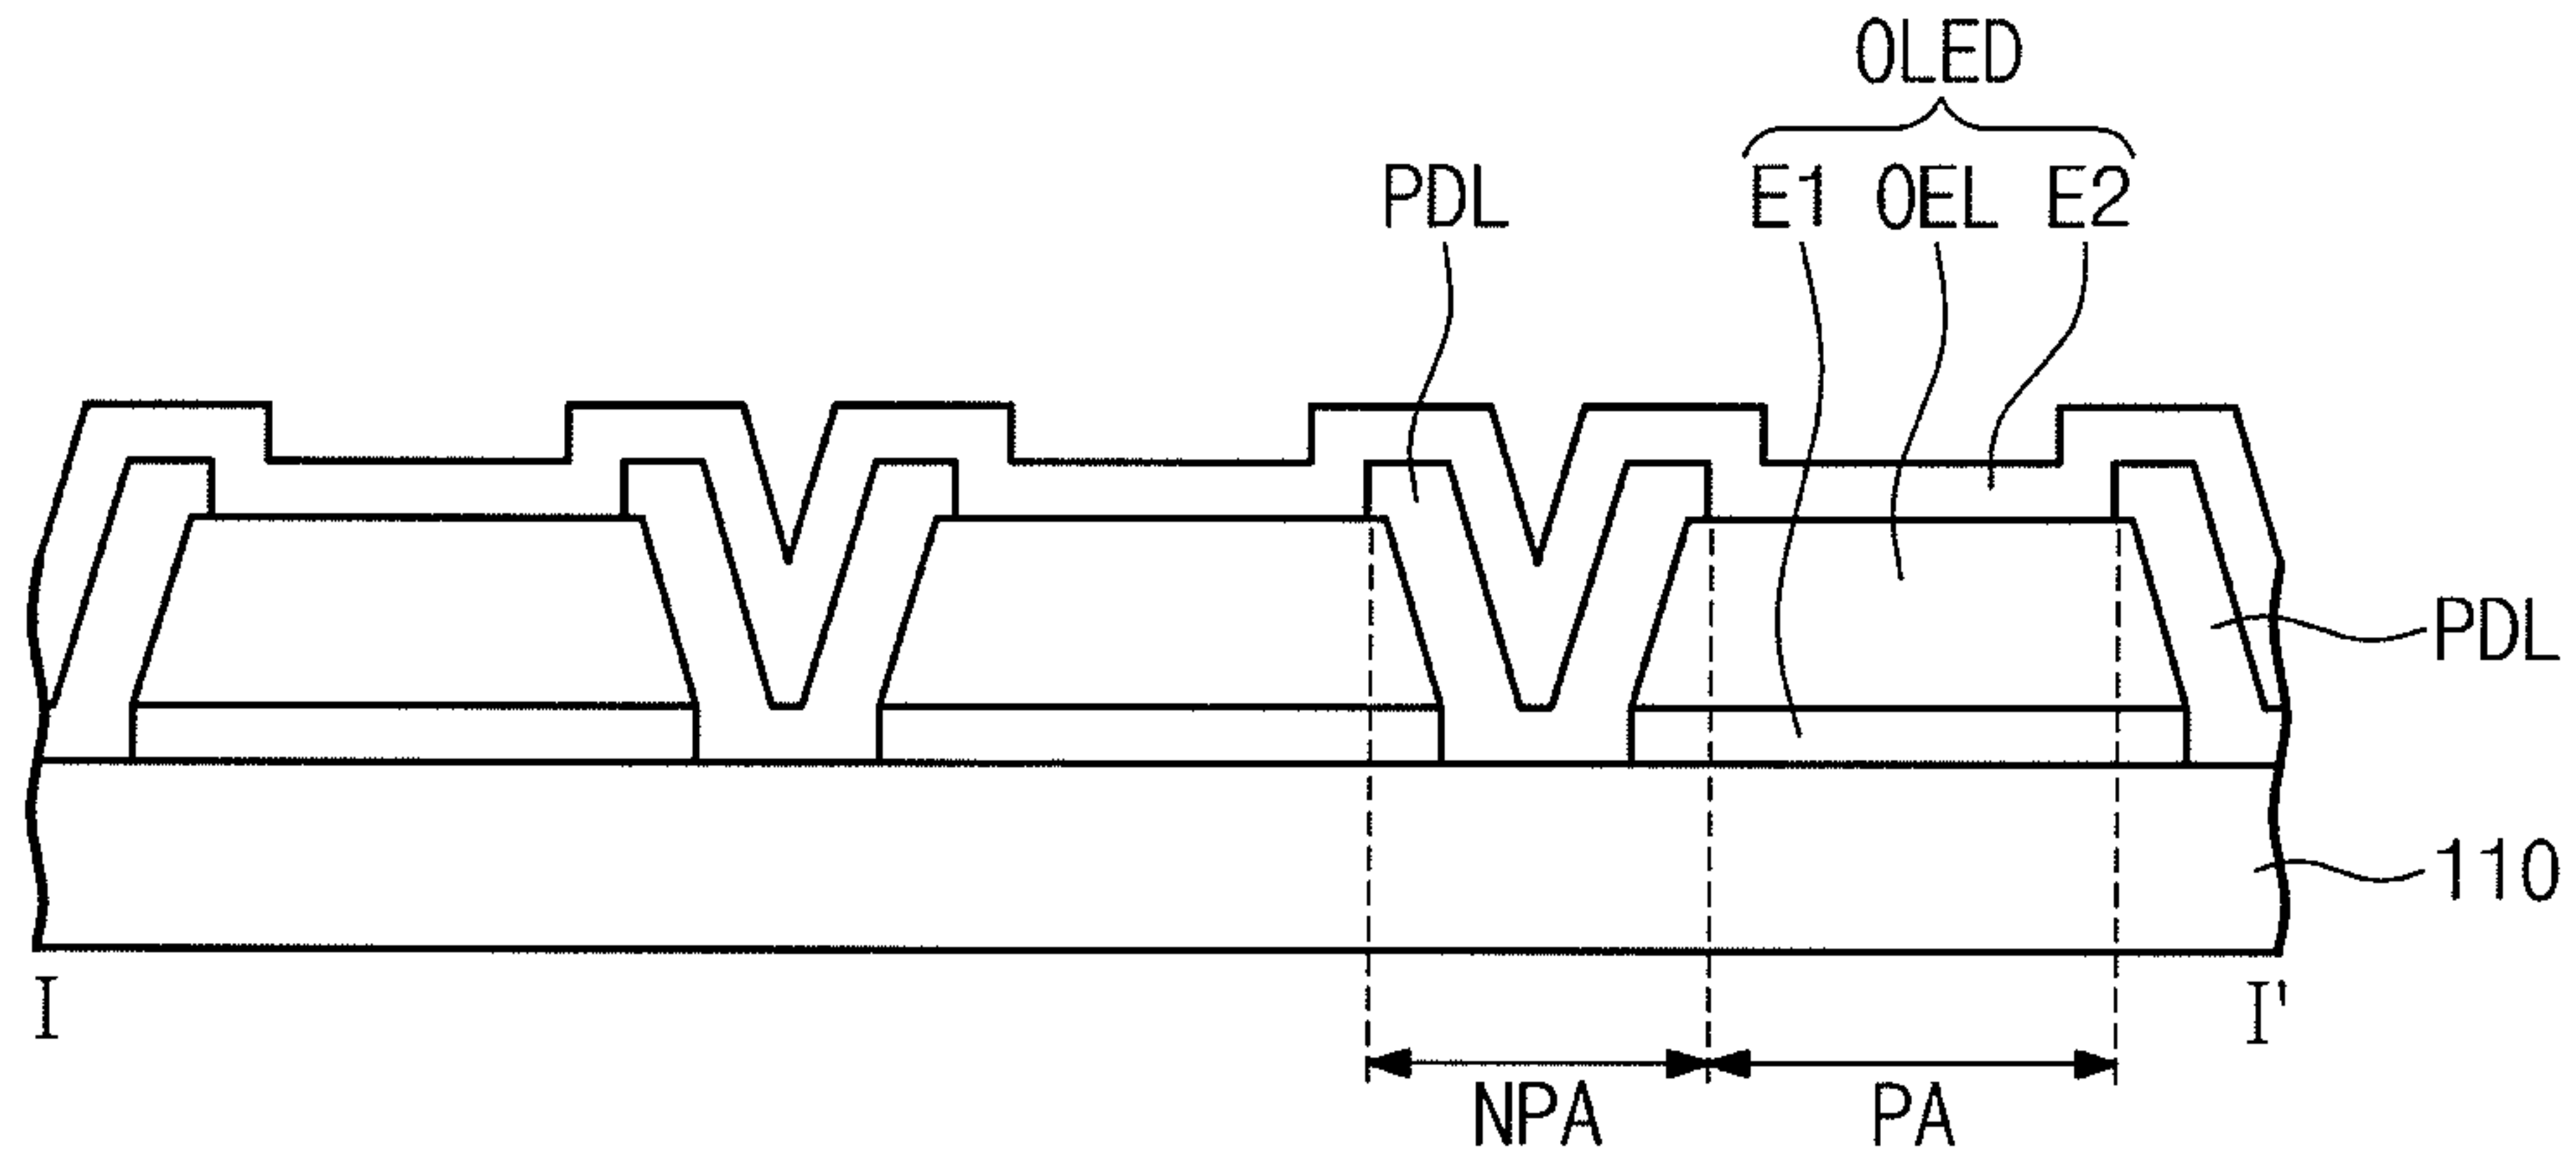 OLED
PDL E1 OEL E2
PDL
110
I I'
NPA PA